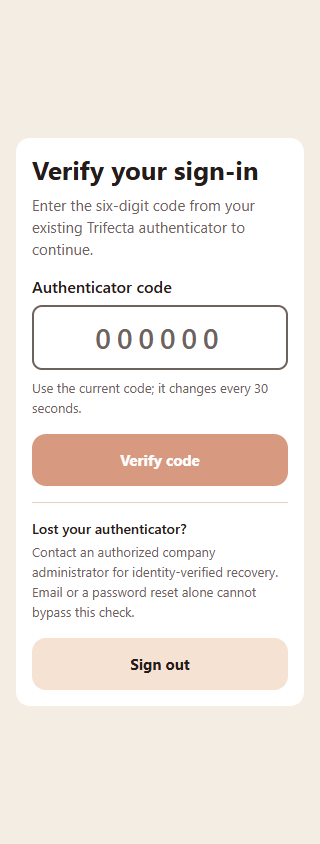 Verify your sign-in
Enter the six-digit code from your
existing Trifecta authenticator to
continue.
Authenticator code
000000
Use the current code; it changes every 30
seconds.
Verify code
Lost your authenticator?
Contact an authorized company
administrator for identity-verified recovery.
Email or a password reset alone cannot
bypass this check.
Sign out